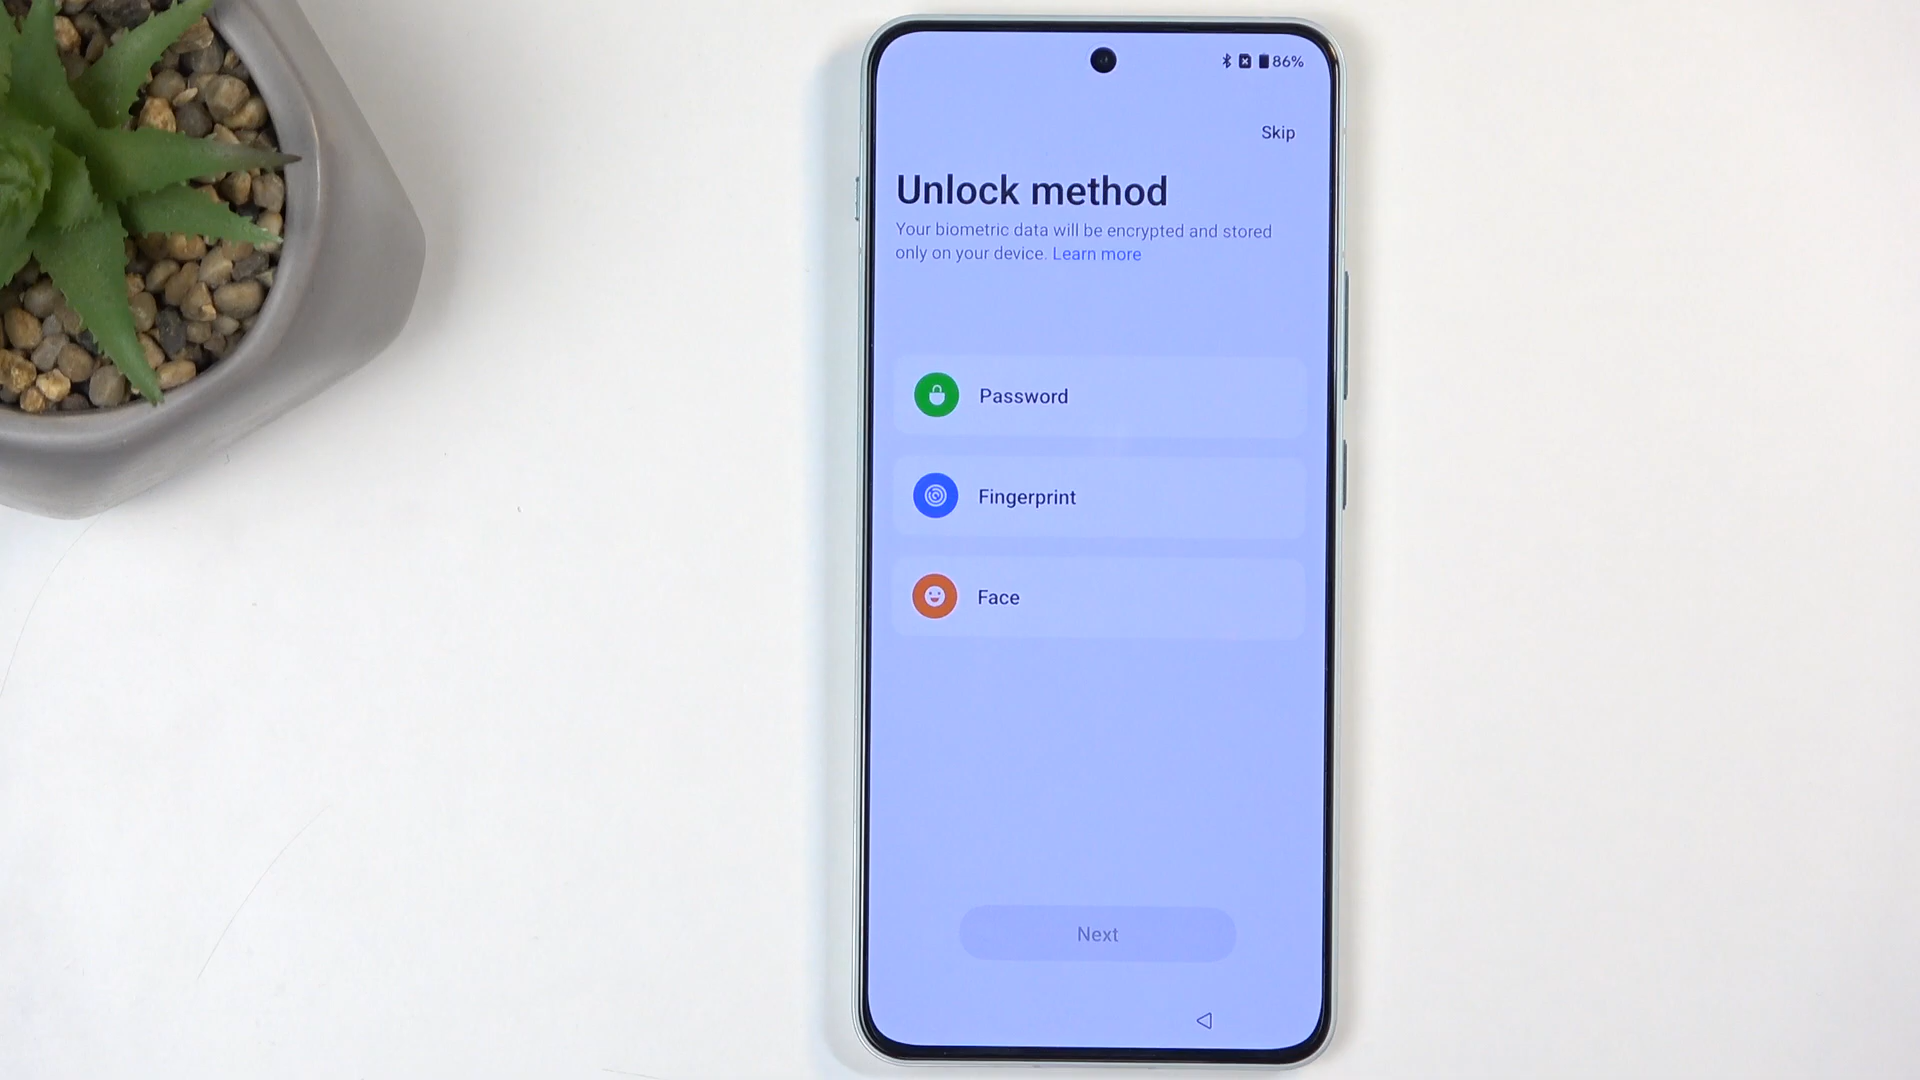 86%
Skip
Unlock method
Your biometric data will be encrypted and stored
only on your device. Learn more
Password
Fingerprint
Face
Next